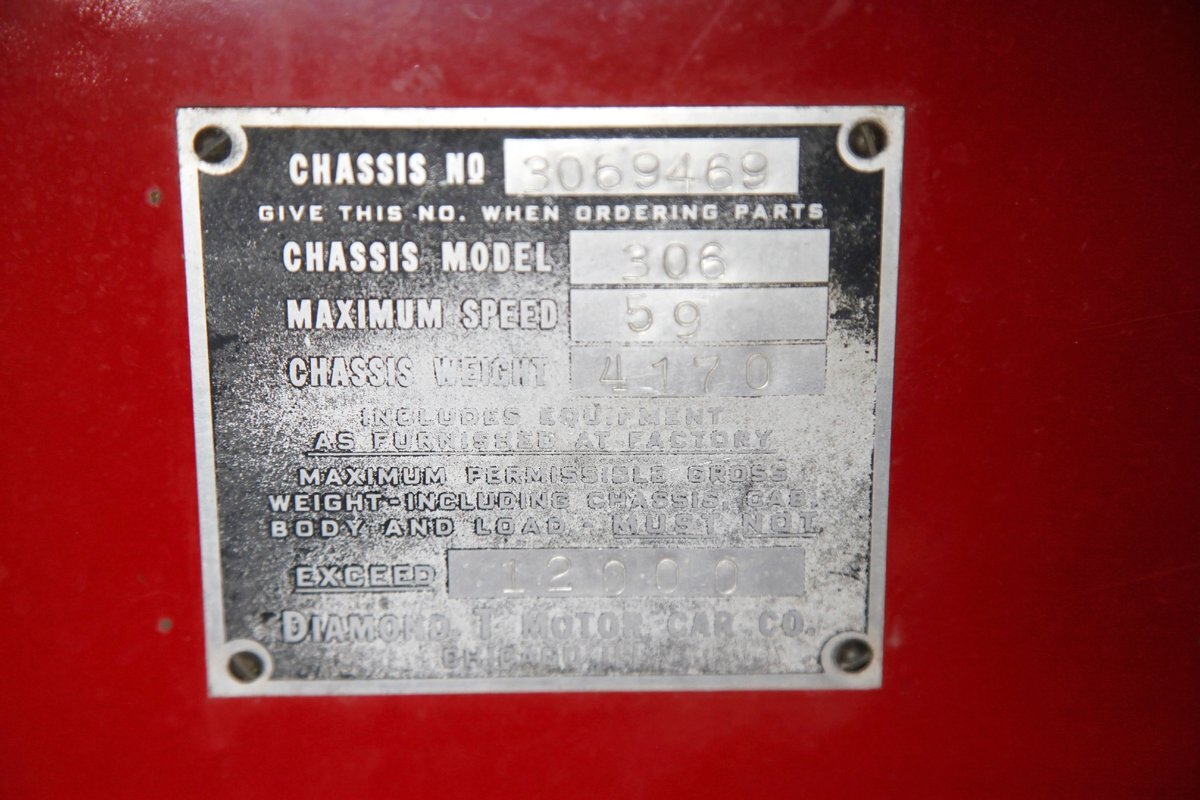 CHASSIS NO 3069469
GIVE THIS NO. WHEN ORDERING PARTS
CHASSIS MODEL 306
MAXIMUM SPEED 59
CHASSIS WEIGHT 4170
INCLUDES EQUIPMENT
AS FURNISHED AT FACTORY
MAXIMUM PERMISSIBLE GROSS
WEIGHT-INCLUDING CHASSIS, CAB,
BODY AND LOAD - MUST NOT
EXCEED 12000
DIAMOND T MOTOR CAR CO.
CHICAGO, ILL.